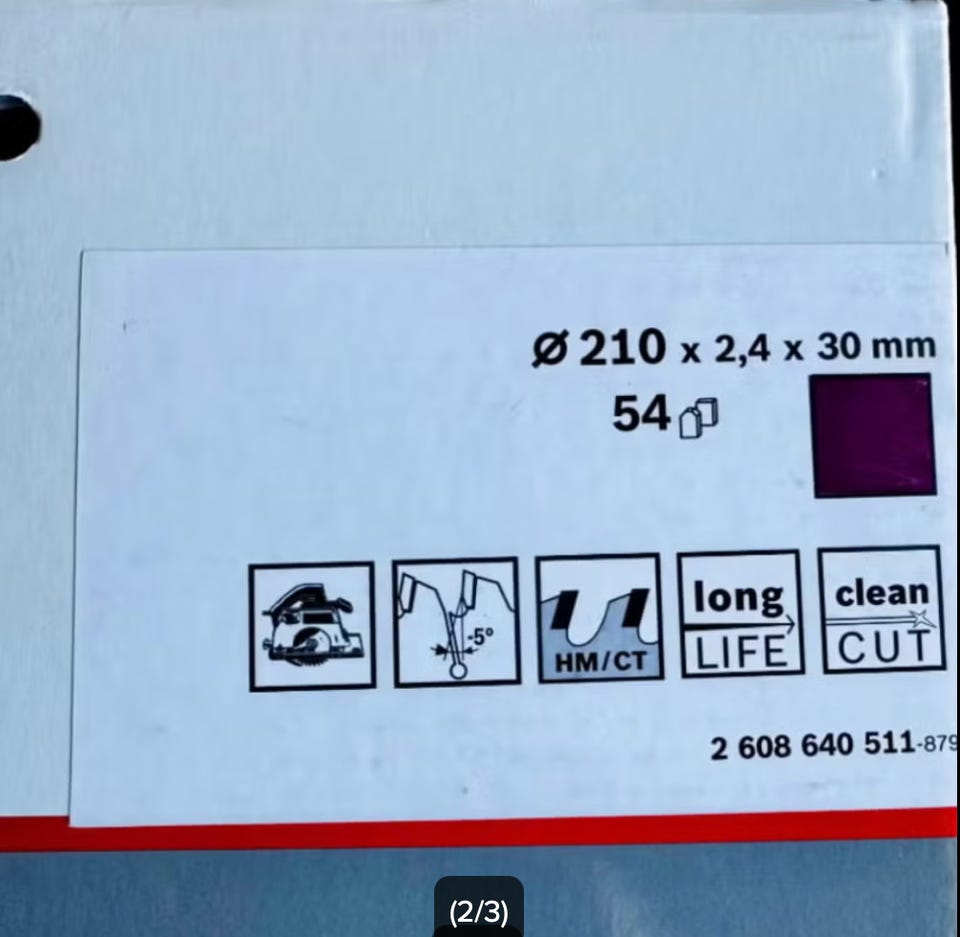 Ø 210 x 2,4 x 30 mm
54
-5°
HM/CT
long
LIFE
clean
CUT
2 608 640 511-879
(2/3)